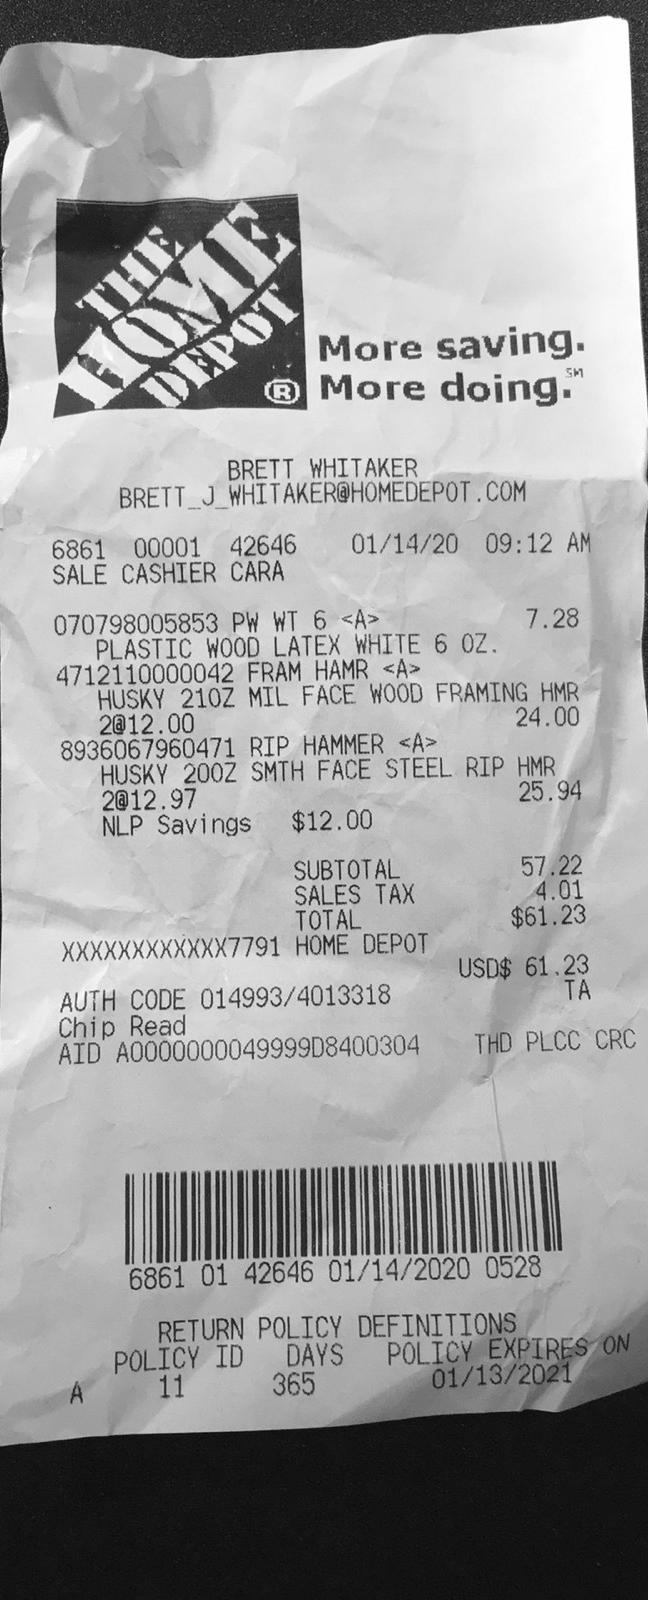 THE
HOME
DEPOT
®
More saving.
More doing.℠
BRETT WHITAKER
BRETT_J_WHITAKER@HOMEDEPOT.COM
6861 00001 42646 01/14/20 09:12 AM
SALE CASHIER CARA
070798005853 PW WT 6 <A> 7.28
PLASTIC WOOD LATEX WHITE 6 OZ.
4712110000042 FRAM HAMR <A>
HUSKY 21OZ MIL FACE WOOD FRAMING HMR
2@12.00 24.00
8936067960471 RIP HAMMER <A>
HUSKY 20OZ SMTH FACE STEEL RIP HMR
2@12.97 25.94
NLP Savings $12.00
SUBTOTAL 57.22
SALES TAX 4.01
TOTAL $61.23
XXXXXXXXXXXX7791 HOME DEPOT
USD$ 61.23
AUTH CODE 014993/4013318 TA
Chip Read
AID A0000000049999D8400304 THD PLCC CRC
6861 01 42646 01/14/2020 0528
RETURN POLICY DEFINITIONS
POLICY ID DAYS POLICY EXPIRES ON
A 11 365 01/13/2021